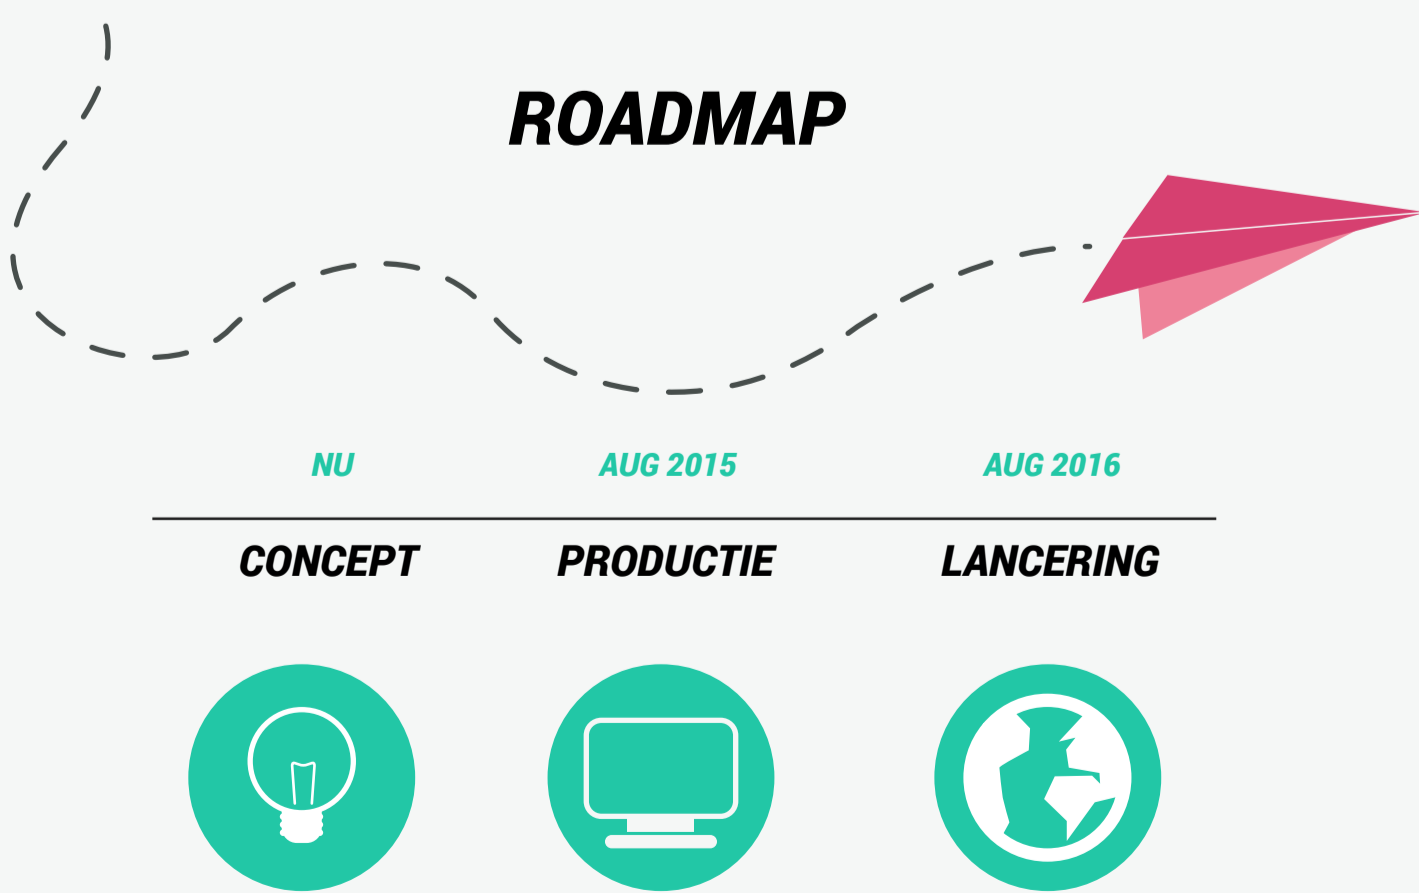 ROADMAP
NU
AUG 2015
AUG 2016
CONCEPT
PRODUCTIE
LANCERING